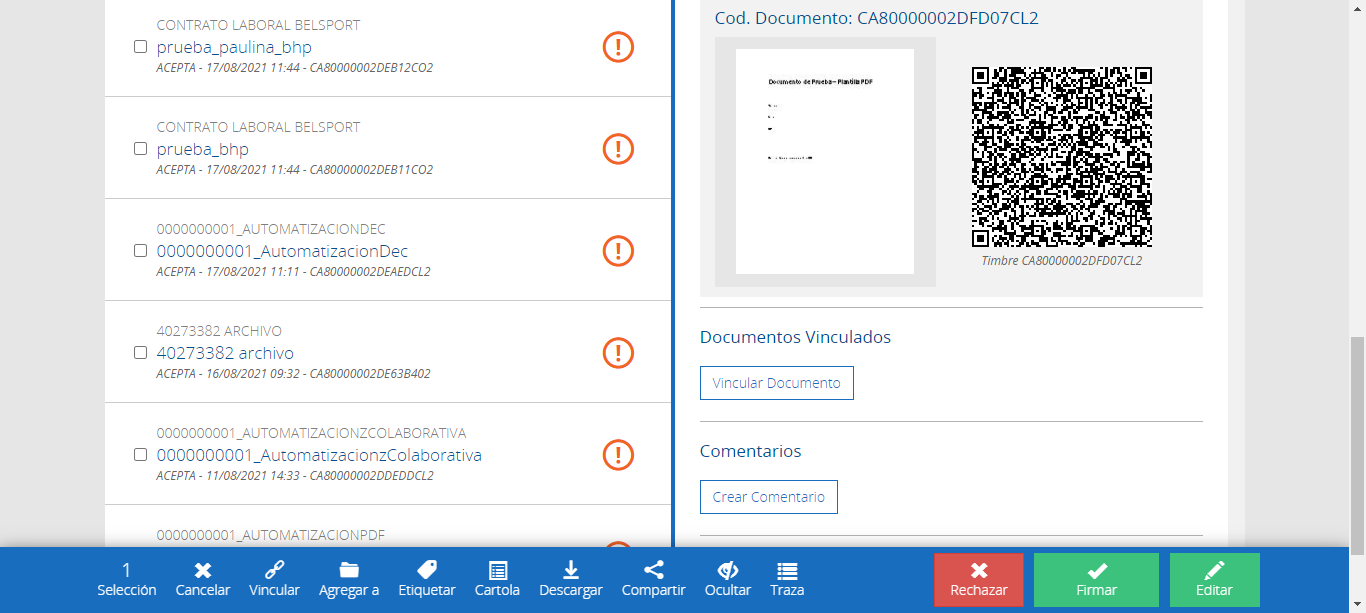 CONTRATO LABORAL BELSPORT
prueba_paulina_bhp
ACEPTA - 17/08/2021 11:44 - CA80000002DEB12CO2
CONTRATO LABORAL BELSPORT
prueba_bhp
ACEPTA - 17/08/2021 11:44 - CA80000002DEB11CO2
0000000001_AUTOMATIZACIONDEC
0000000001_AutomatizacionDec
ACEPTA - 17/08/2021 11:11 - CA80000002DEAEDCL2
40273382 ARCHIVO
40273382 archivo
ACEPTA - 16/08/2021 09:32 - CA80000002DE63B402
0000000001_AUTOMATIZACIONZCOLABORATIVA
0000000001_AutomatizacionzColaborativa
ACEPTA - 11/08/2021 14:33 - CA80000002DDEDDCL2
0000000001_AUTOMATIZACIONPDF
Cod. Documento: CA80000002DFD07CL2
Documento de Prueba – Plantilla PDF
Timbre CA80000002DFD07CL2
Documentos Vinculados
Vincular Documento
Comentarios
Crear Comentario
1
Selección
Cancelar
Vincular
Agregar a
Etiquetar
Cartola
Descargar
Compartir
Ocultar
Traza
Rechazar
Firmar
Editar